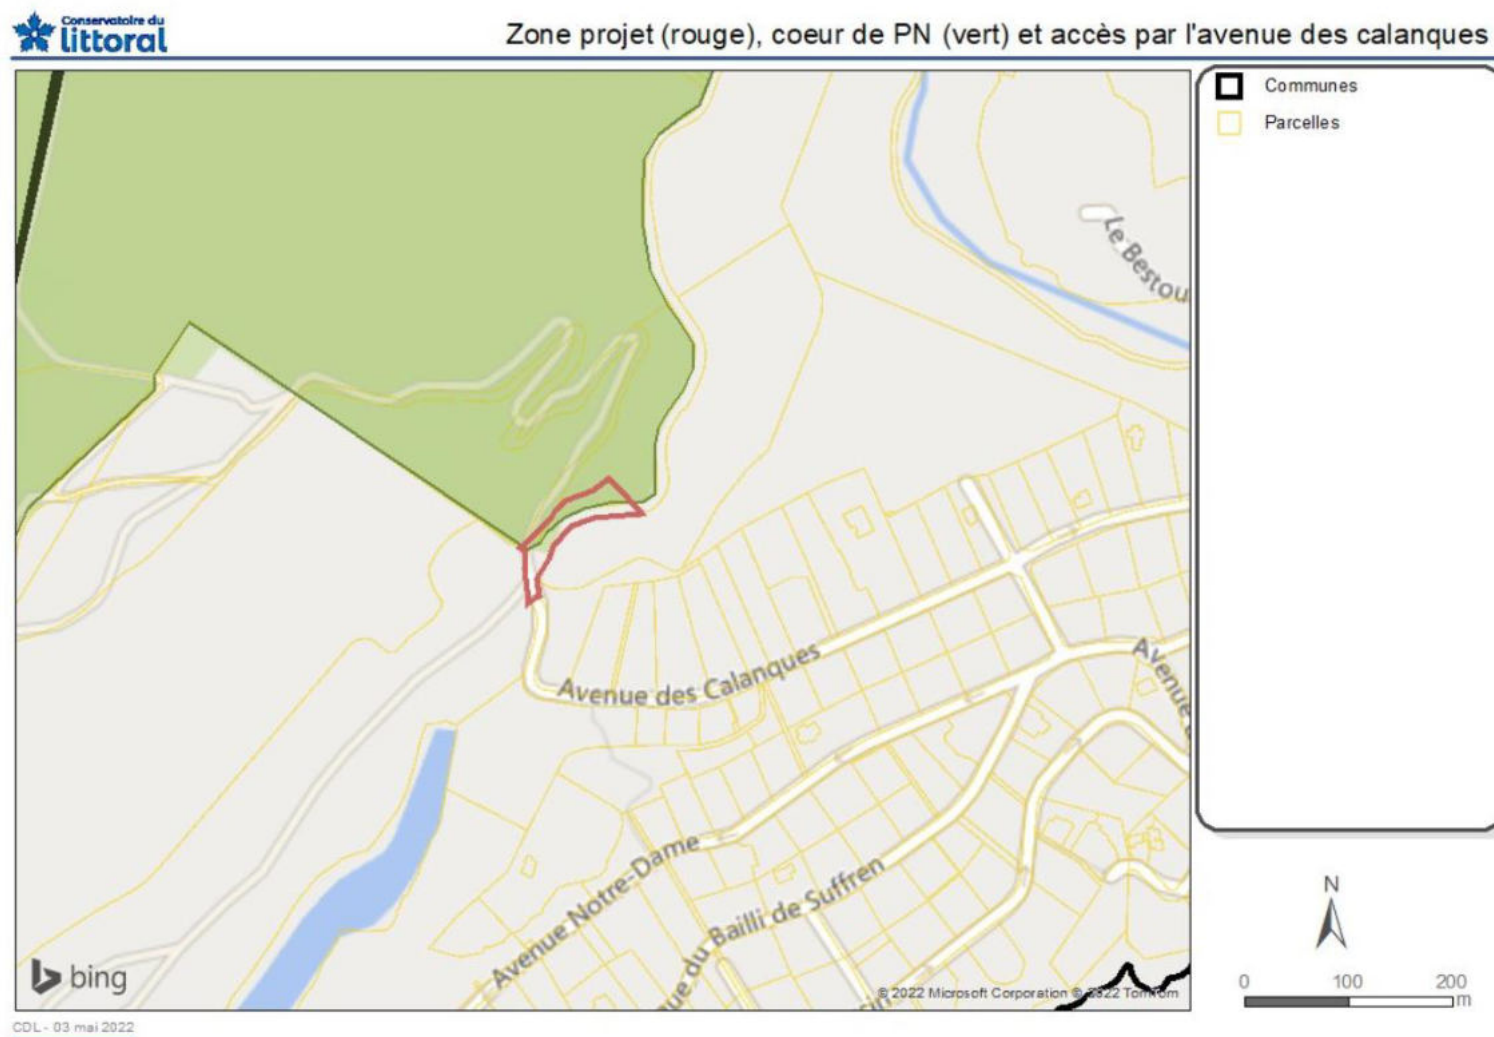 Conservatoire du
littoral
Zone projet (rouge), coeur de PN (vert) et accès par l'avenue des calanques
Communes
Parcelles
Le Bestou
Avenue des Calanques
Avenue
Avenue Notre-Dame
ue du Bailli de Suffren
bing
© 2022 Microsoft Corporation © 2022 TomTom
N
0 100 200
m
CDL - 03 mai 2022